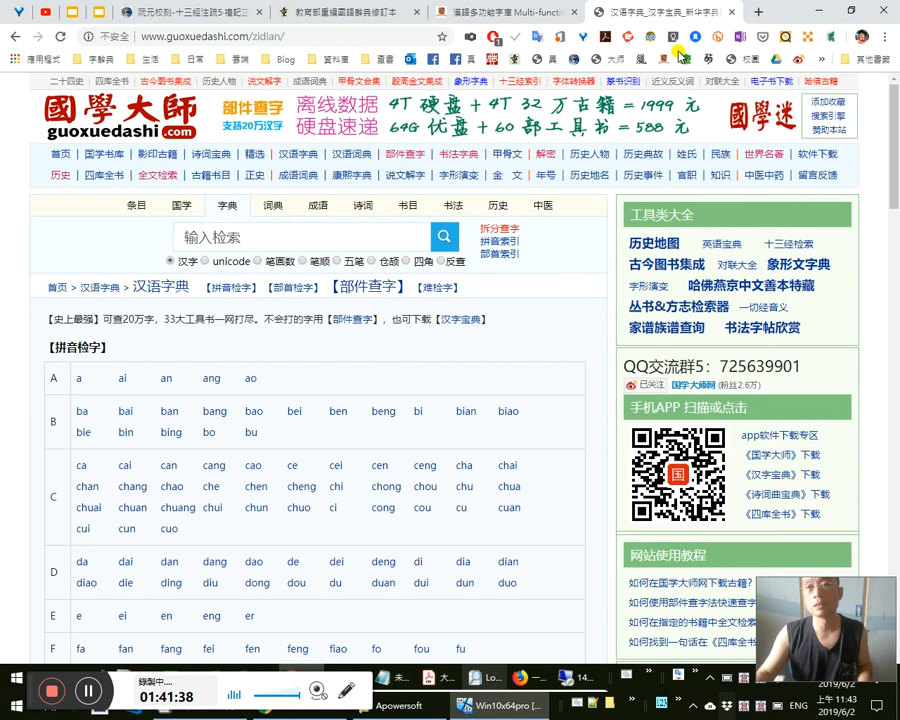 阮元校刻-十三經注疏5-禮記正
教育部重編國語辭典修訂本
漢語多功能字庫 Multi-functi
汉语字典_汉字宝典_新华字典
不安全 www.guoxuedashi.com/zidian/
應用程式 字辭典 生活 日常 雲端 Blog 資料庫 查書
大师 校園 其他書籤
二十四史 四库全书 古今图书集成 历史人物 说文解字 成语词典 甲骨文合集 殷周金文集成 象形文字 十三经索引 字体转换器 篆书识别 近义反义词 对联大全 电子书下载 哈佛古籍
國學大師
guoxuedashi.com
部件查字
支持20万汉字
离线数据
硬盘速递
4T 硬盘+4T 32 万古籍=1999 元
64G 优盘+60 部工具书=588 元
國學迷
添加收藏
搜索引擎
赞助本站
首页 国学书库 影印古籍 诗词宝典 精选 汉语字典 汉语词典 部件查字 书法字典 甲骨文 解密 历史人物 历史典故 姓氏 民族 世界名著 软件下载
历史 四库全书 全文检索 古籍书目 正史 成语词典 康熙字典 说文解字 字形演变 金 文 年号 历史地名 历史事件 官职 知识 中医中药 留言反馈
条目 国学 字典 词典 成语 诗词 书目 书法 历史 中医
输入检索
拆分查字
拼音索引
部首索引
汉字 unicode 笔画数 笔顺 五笔 仓颉 四角 反查
首页 > 汉语字典 > 汉语字典 【拼音检字】 【部首检字】 【部件查字】 【难检字】
【史上最强】可查20万字，33大工具书一网打尽。不会打的字用【部件查字】，也可下载【汉字宝典】
【拼音检字】
A a ai an ang ao
B ba bai ban bang bao bei ben beng bi bian biao
bie bin bing bo bu
C ca cai can cang cao ce cei cen ceng cha chai
chan chang chao che chen cheng chi chong chou chu chua
chuai chuan chuang chui chun chuo ci cong cou cu cuan
cui cun cuo
D da dai dan dang dao de dei deng di dia dian
diao die ding diu dong dou du duan dui dun duo
E e ei en eng er
F fa fan fang fei fen feng fiao fo fou fu
工具类大全
历史地图 英语宝典 十三经检索
古今图书集成 对联大全 象形文字典
字形演变 哈佛燕京中文善本特藏
丛书&方志检索器 一切经音义
家谱族谱查询 书法字帖欣赏
QQ交流群5：725639901
已关注 国学大师网 (粉丝2.6万)
手机APP 扫描或点击
国
app软件下载专区
《国学大师》下载
《汉字宝典》下载
《诗词曲宝典》下载
《四库全书》下载
网站使用教程
如何在国学大师网下载古籍？
如何使用部件查字法快速查字
如何在指定的书籍中全文检索
如何找到一句话在《四库全书
錄製中....
01:41:38
未... 大... Lo... 一... 14...
Apowersoft
Win10x64pro [...
ENG
上午 11:43
2019/6/2